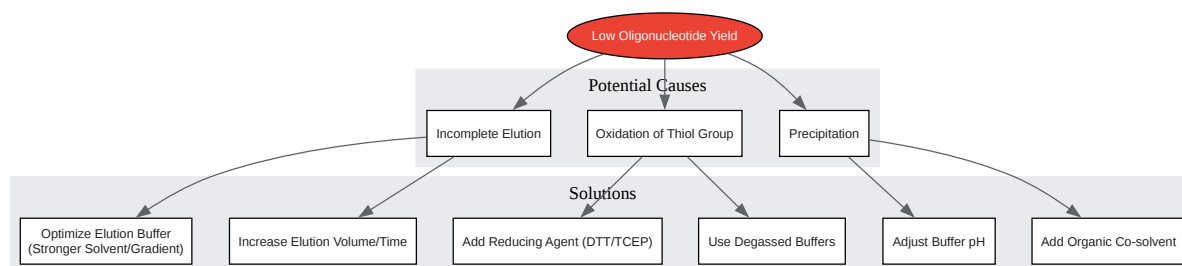 Low Oligonucleotide Yield
Potential Causes
Incomplete Elution
Oxidation of Thiol Group
Precipitation
Solutions
Optimize Elution Buffer
(Stronger Solvent/Gradient)
Increase Elution Volume/Time
Add Reducing Agent (DTT/TCEP)
Use Degassed Buffers
Adjust Buffer pH
Add Organic Co-solvent